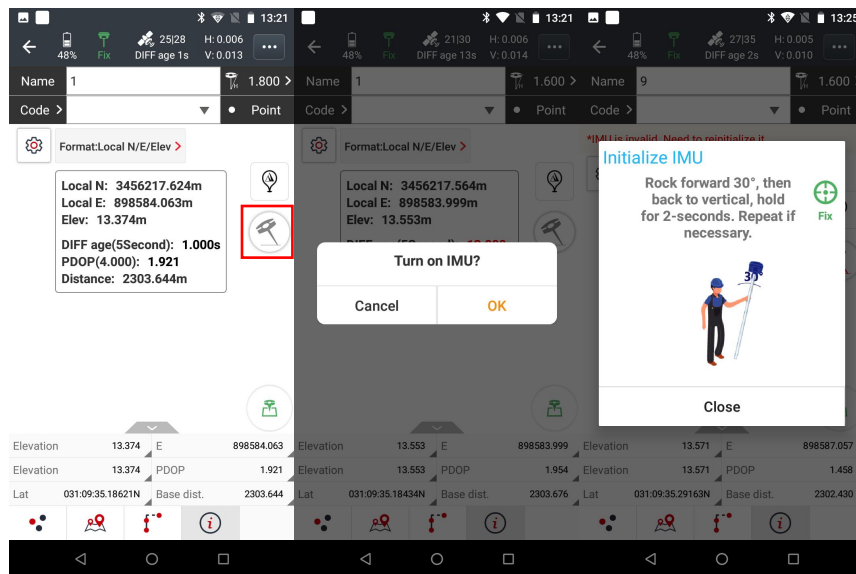 13:21
25|28 H: 0.006
48% Fix DIFF age 1s V: 0.013
Name 1 1.800 >
Code > Point
Format:Local N/E/Elev >
Local N: 3456217.624m
Local E: 898584.063m
Elev: 13.374m
DIFF age(5Second): 1.000s
PDOP(4.000): 1.921
Distance: 2303.644m
Elevation 13.374 E 898584.063
Elevation 13.374 PDOP 1.921
Lat 031:09:35.18621N Base dist. 2303.644
13:21
21|30 H: 0.006
48% Fix DIFF age 13s V: 0.014
Name 1 1.600 >
Code > Point
Format:Local N/E/Elev >
Local N: 3456217.564m
Local E: 898583.999m
Elev: 13.553m
Turn on IMU?
Cancel OK
Elevation 13.553 E 898583.999
Elevation 13.553 PDOP 1.954
Lat 031:09:35.18434N Base dist. 2303.676
13:25
27|35 H: 0.005
48% Fix DIFF age 2s V: 0.010
Name 9 1.600
Code > Point
*IMU is invalid. Need to reinitialize it
Initialize IMU
Rock forward 30°, then
back to vertical, hold
for 2-seconds. Repeat if
necessary.
Fix
30°
Close
Elevation 13.571 E 898587.057
Elevation 13.571 PDOP 1.458
Lat 031:09:35.29163N Base dist. 2302.430